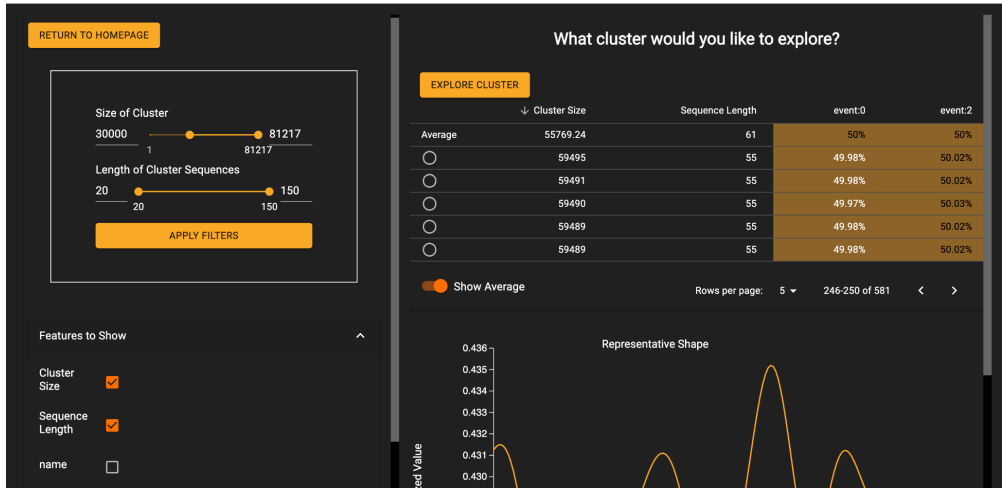 RETURN TO HOMEPAGE
Size of Cluster
30000 81217
1 81217
Length of Cluster Sequences
20 150
20 150
APPLY FILTERS
Features to Show
Cluster
Size
Sequence
Length
name
What cluster would you like to explore?
EXPLORE CLUSTER
↓ Cluster Size Sequence Length event:0 event:2
Average 55769.24 61 50% 50%
59495 55 49.98% 50.02%
59491 55 49.98% 50.02%
59490 55 49.97% 50.03%
59489 55 49.98% 50.02%
59489 55 49.98% 50.02%
Show Average
Rows per page: 5 246-250 of 581
Representative Shape
0.436
0.435
0.434
0.433
0.432
0.431
0.430
Value